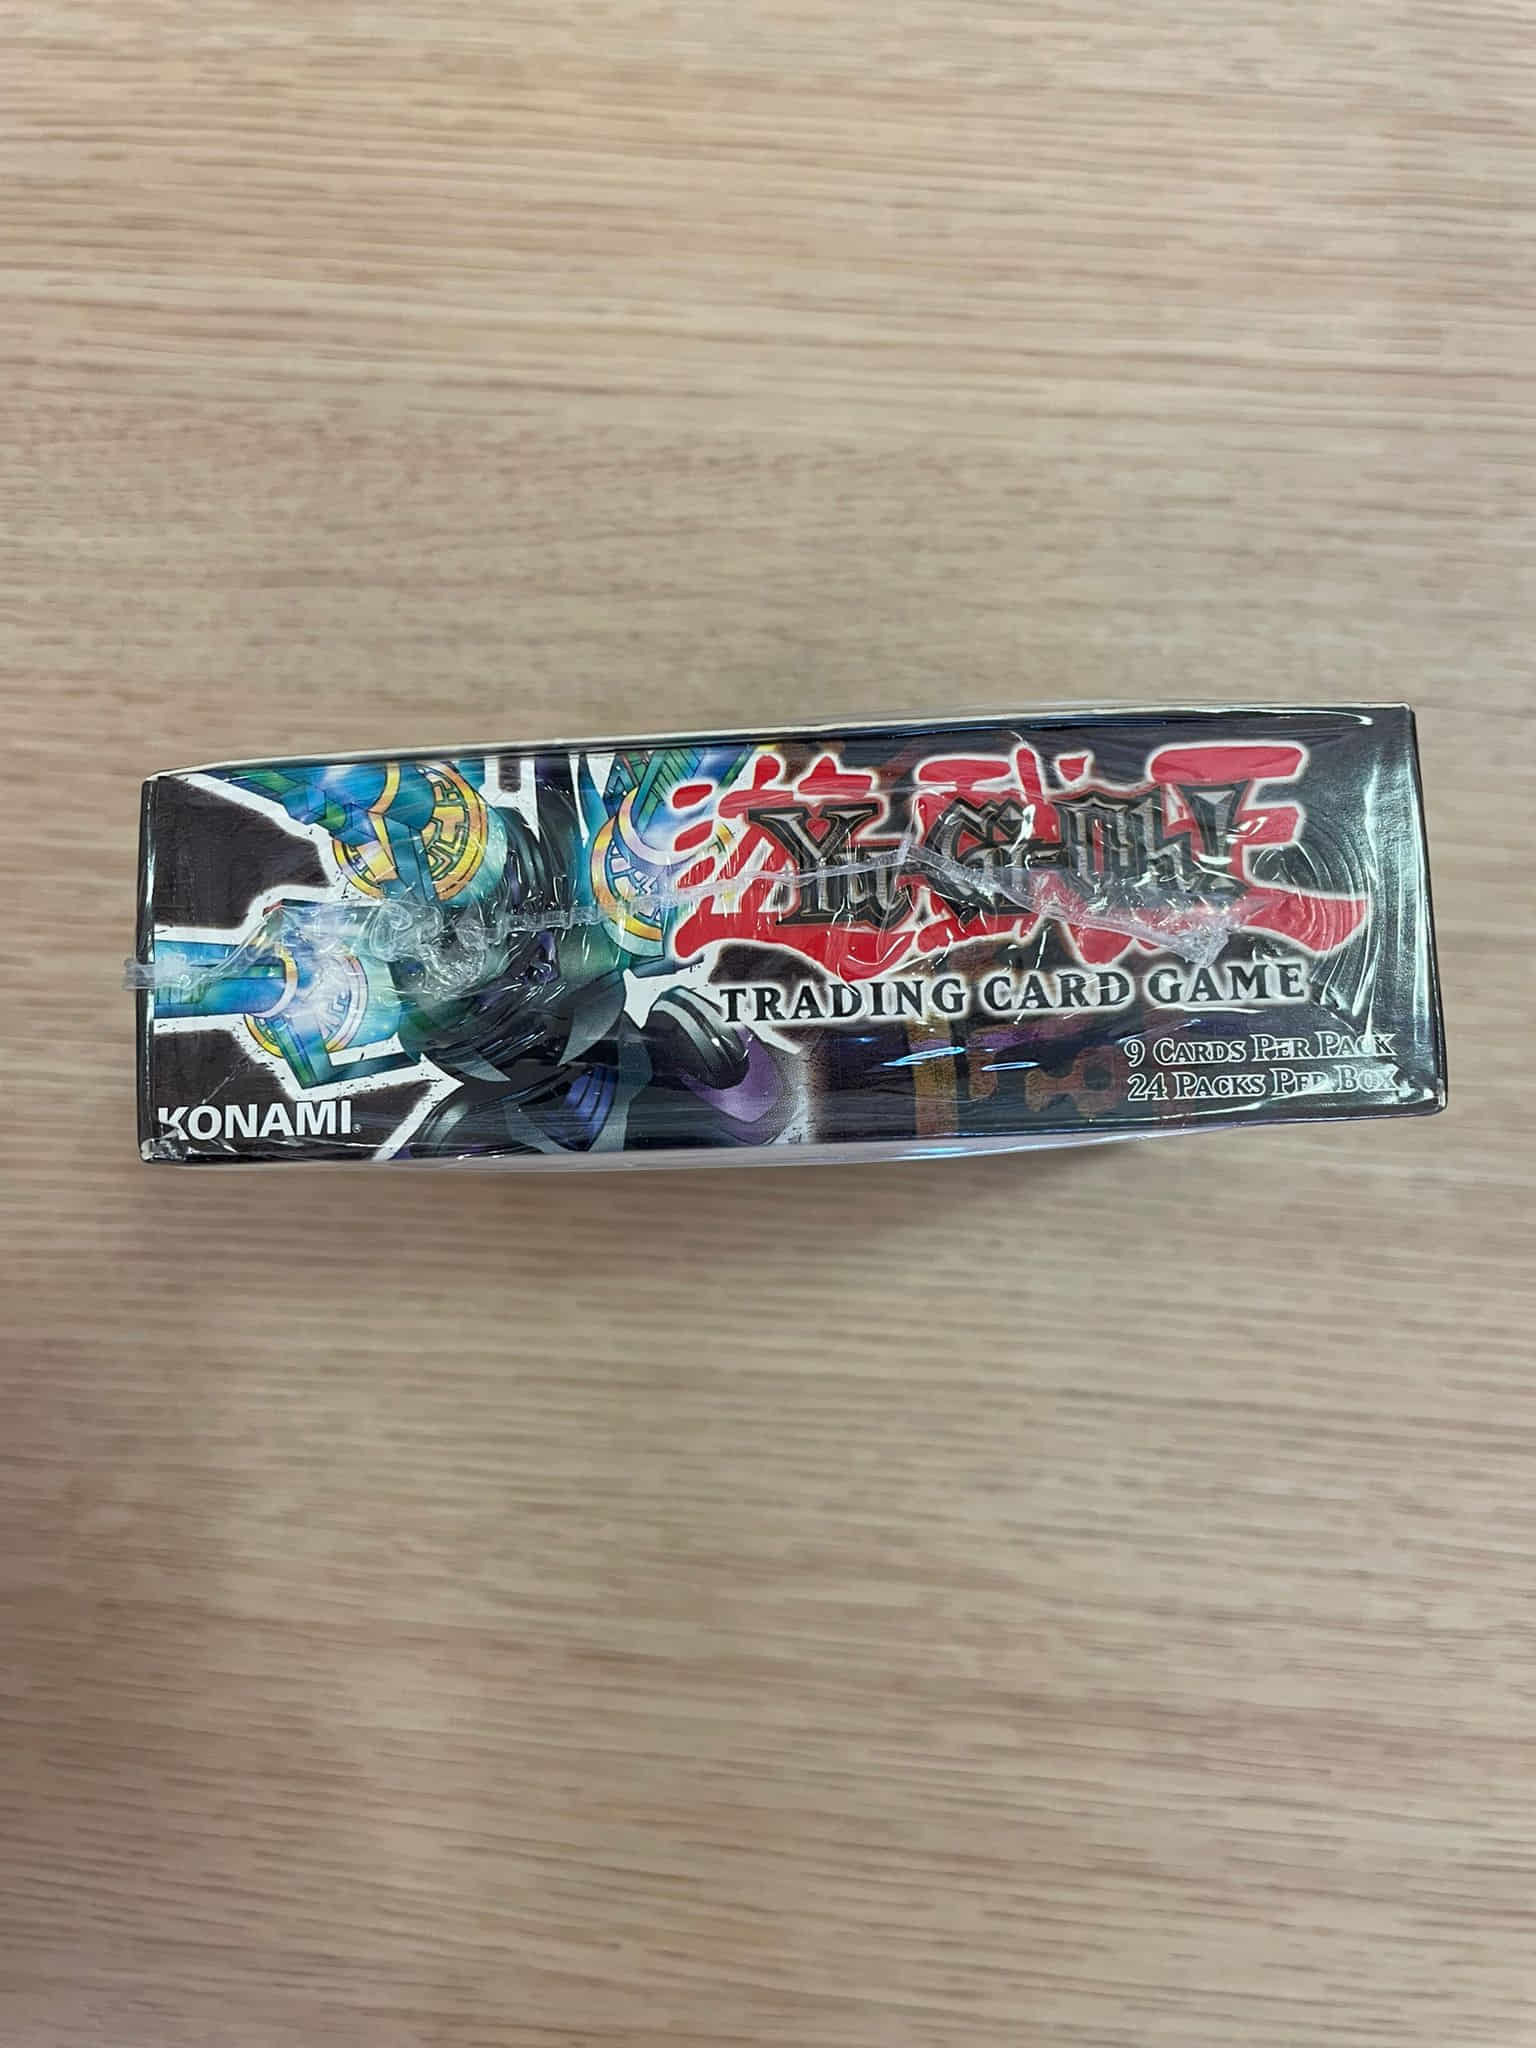 遊☆戯☆王
Yu-Gi-Oh!
TRADING CARD GAME
9 CARDS PER PACK
24 PACKS PER BOX
KONAMI®